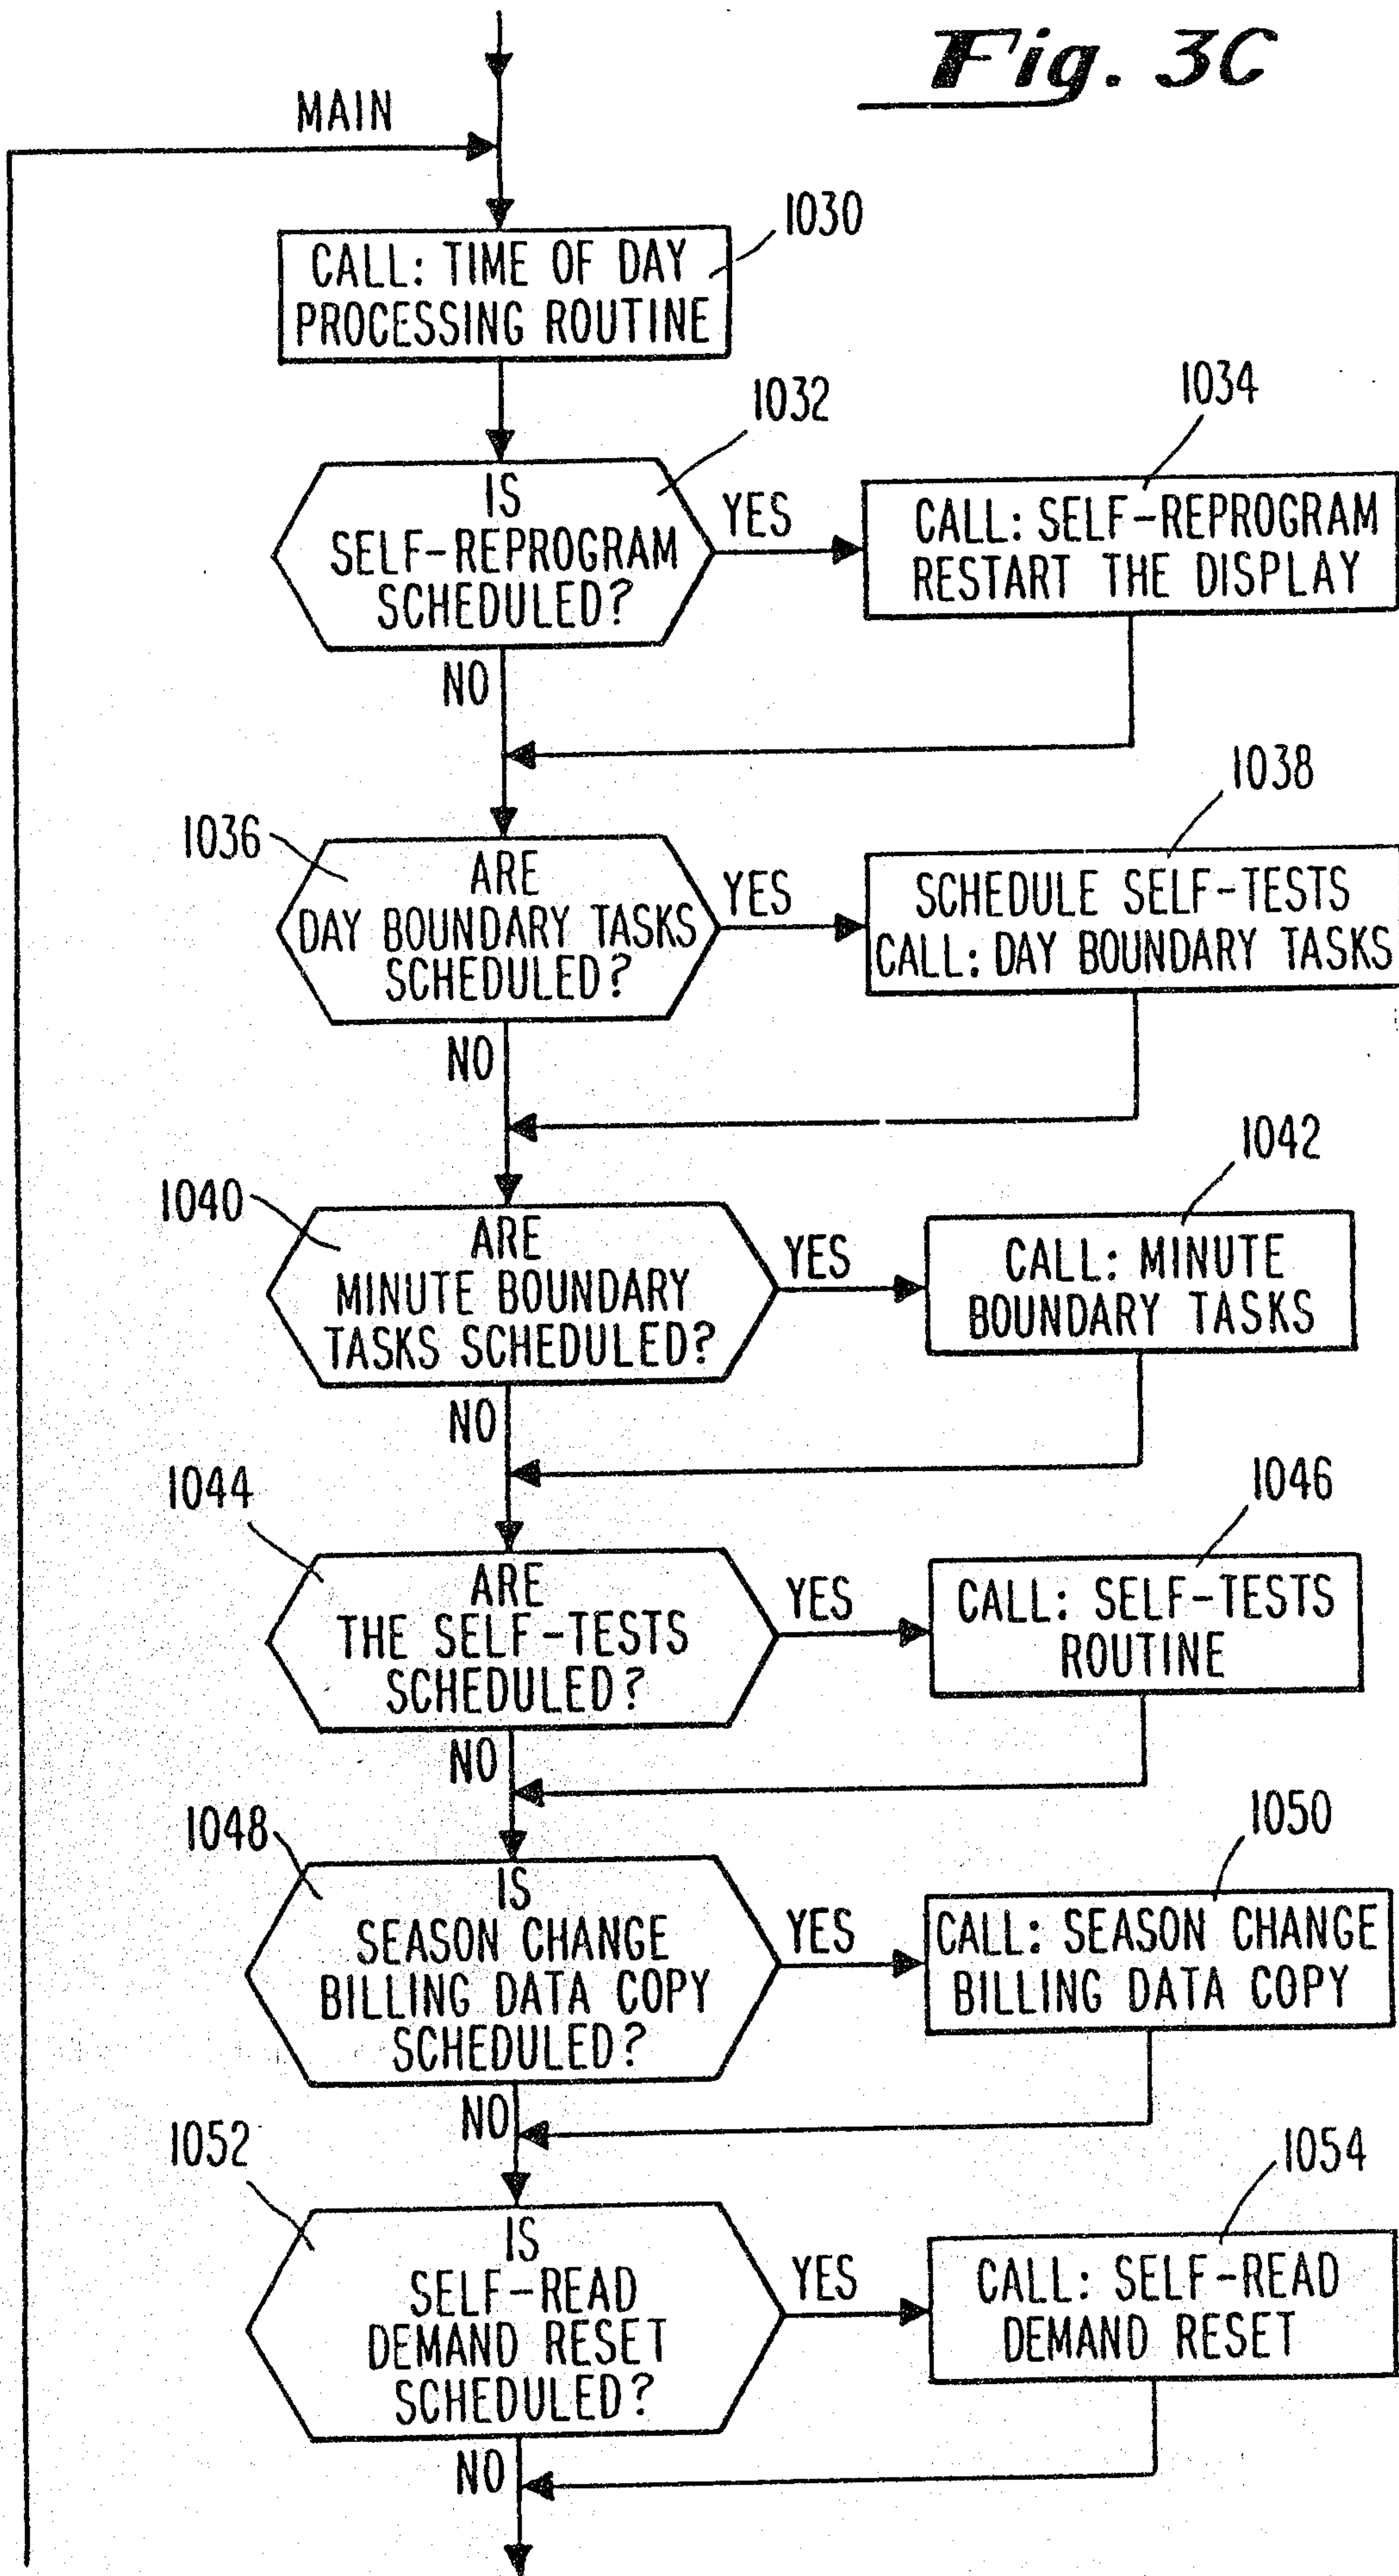 Fig. 3C
MAIN
1030
CALL: TIME OF DAY
PROCESSING ROUTINE
1032
1034
IS
SELF-REPROGRAM
SCHEDULED?
YES
CALL: SELF-REPROGRAM
RESTART THE DISPLAY
NO
1036
1038
ARE
DAY BOUNDARY TASKS
SCHEDULED?
YES
SCHEDULE SELF-TESTS
CALL: DAY BOUNDARY TASKS
NO
1040
1042
ARE
MINUTE BOUNDARY
TASKS SCHEDULED?
YES
CALL: MINUTE
BOUNDARY TASKS
NO
1044
1046
ARE
THE SELF-TESTS
SCHEDULED?
YES
CALL: SELF-TESTS
ROUTINE
NO
1048
1050
IS
SEASON CHANGE
BILLING DATA COPY
SCHEDULED?
YES
CALL: SEASON CHANGE
BILLING DATA COPY
NO
1052
1054
IS
SELF-READ
DEMAND RESET
SCHEDULED?
YES
CALL: SELF-READ
DEMAND RESET
NO